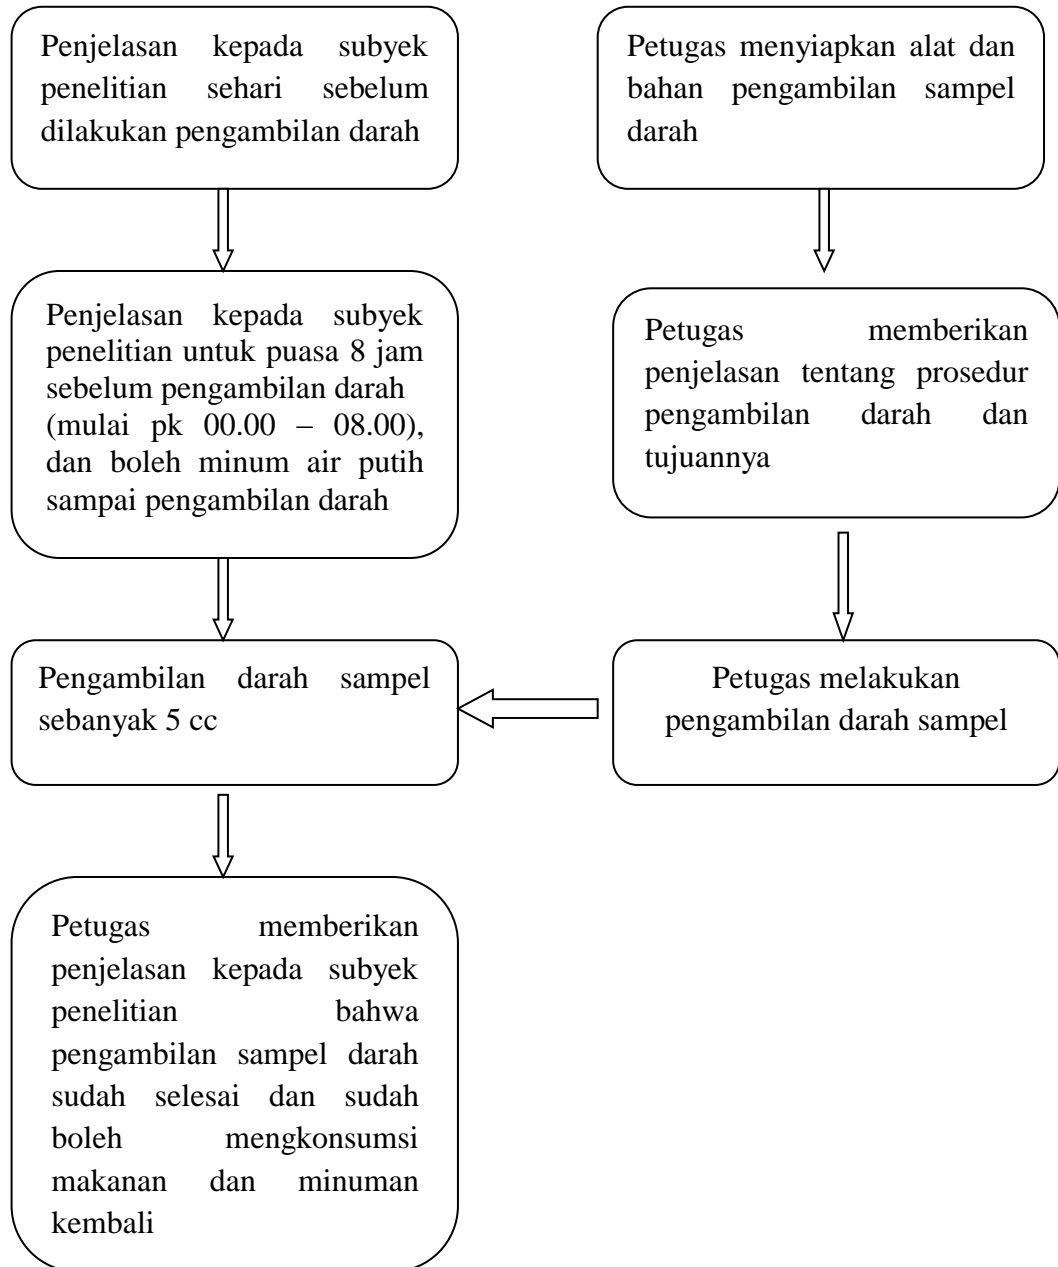 Penjelasan kepada subyek
penelitian sehari sebelum
dilakukan pengambilan darah
Petugas menyiapkan alat dan
bahan pengambilan sampel
darah
Penjelasan kepada subyek
penelitian untuk puasa 8 jam
sebelum pengambilan darah
(mulai pk 00.00 – 08.00),
dan boleh minum air putih
sampai pengambilan darah
Petugas memberikan
penjelasan tentang prosedur
pengambilan darah dan
tujuannya
Pengambilan darah sampel
sebanyak 5 cc
Petugas melakukan
pengambilan darah sampel
Petugas memberikan
penjelasan kepada subyek
penelitian bahwa
pengambilan sampel darah
sudah selesai dan sudah
boleh mengkonsumsi
makanan dan minuman
kembali